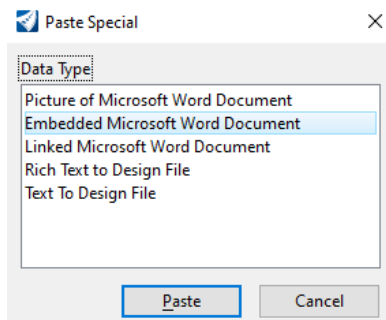 Paste Special
Data Type
Picture of Microsoft Word Document
Embedded Microsoft Word Document
Linked Microsoft Word Document
Rich Text to Design File
Text To Design File
Paste
Cancel